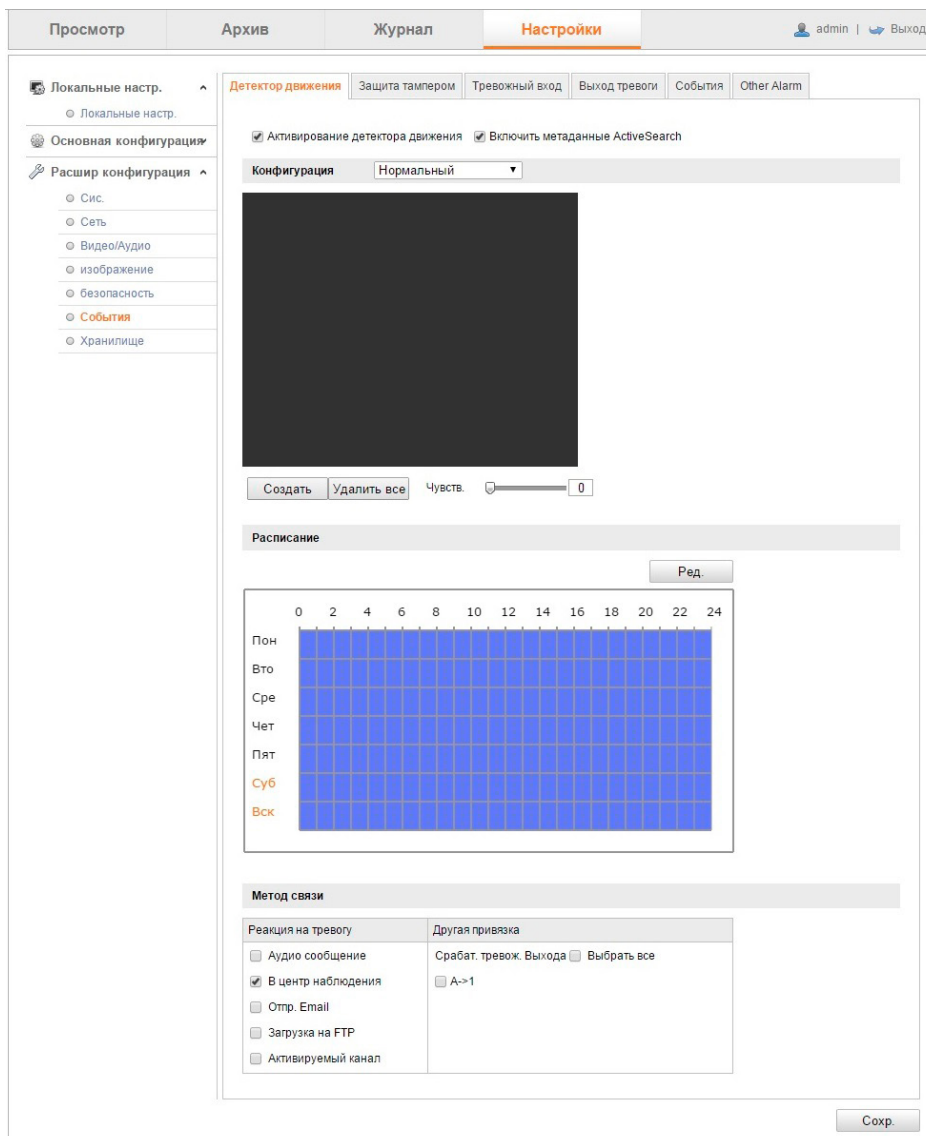 Просмотр Архив Журнал Настройки admin | Выход
Локальные настр.
Локальные настр.
Основная конфигурация
Расшир конфигурация
Сис.
Сеть
Видео/Аудио
изображение
безопасность
События
Хранилище
Детектор движения Защита тампером Тревожный вход Выход тревоги События Other Alarm
Активирование детектора движения Включить метаданные ActiveSearch
Конфигурация Нормальный
Создать Удалить все Чувств. 0
Расписание
Ред.
0 2 4 6 8 10 12 14 16 18 20 22 24
Пон
Вто
Сре
Чет
Пят
Суб
Вск
Метод связи
Реакция на тревогу Другая привязка
Аудио сообщение Срабат. тревож. Выхода Выбрать все
В центр наблюдения A->1
Отпр. Email
Загрузка на FTP
Активируемый канал
Сохр.